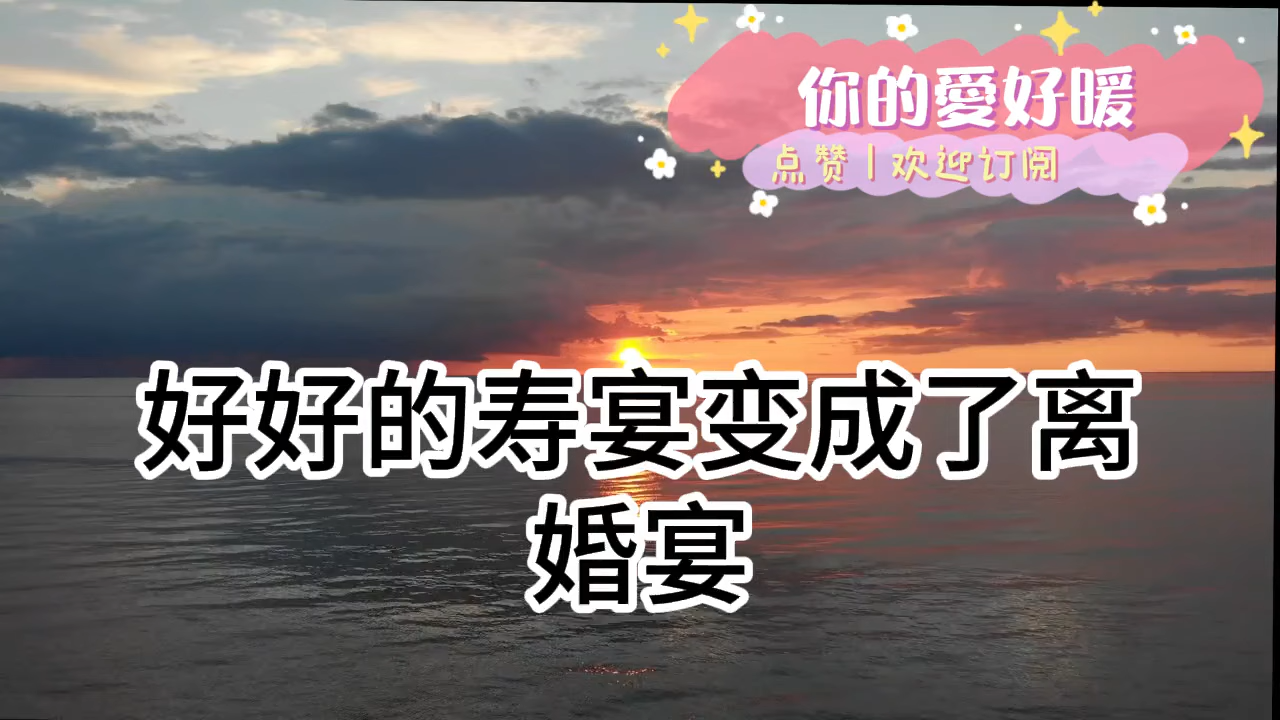 你的愛好暖
点赞|欢迎订阅
好好的寿宴变成了离
婚宴